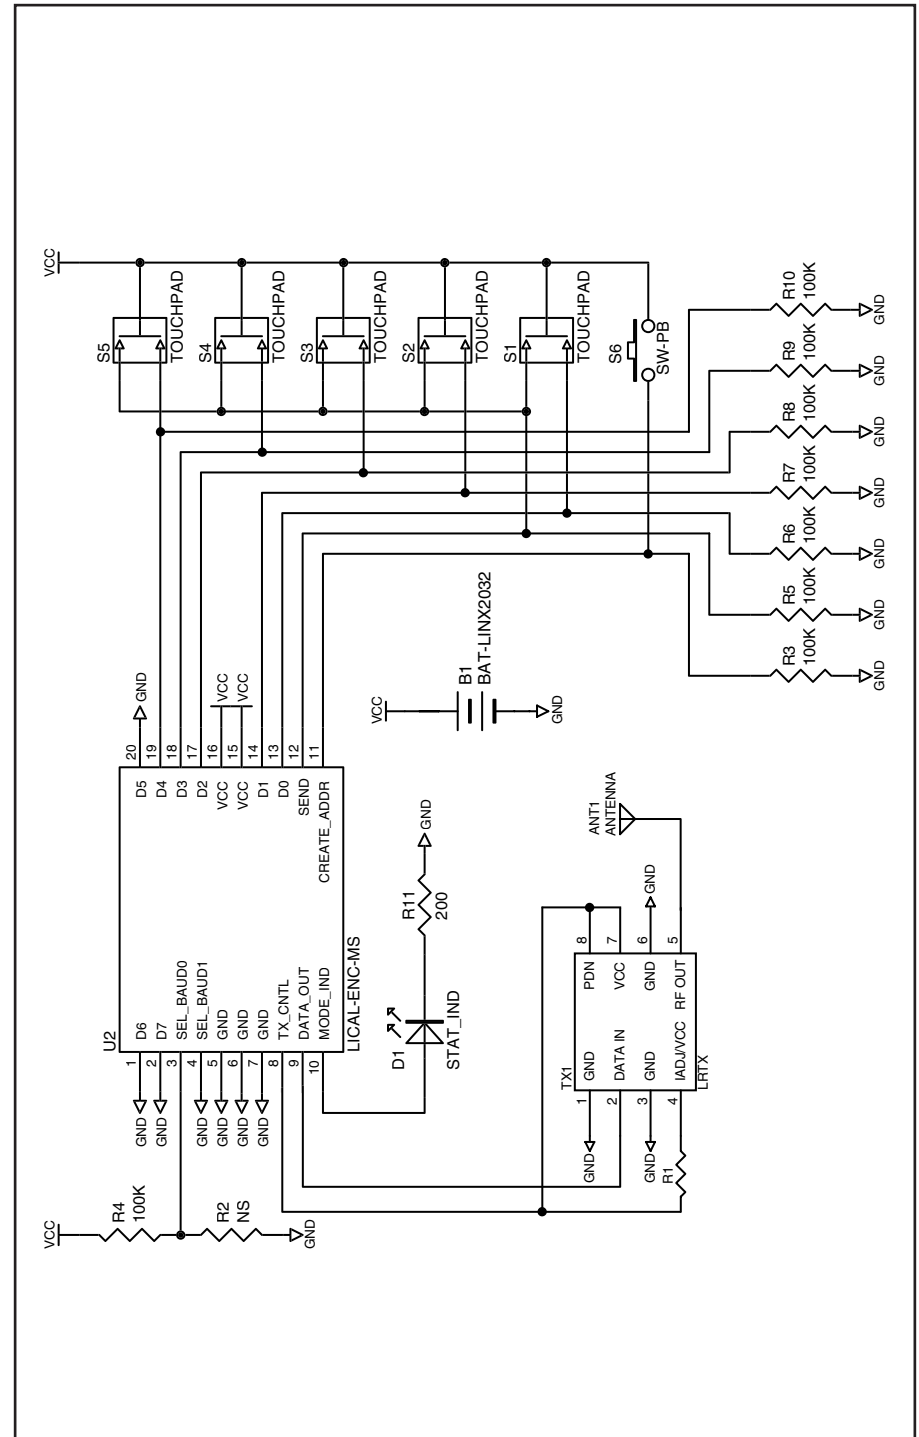 VCC
S5
TOUCHPAD
S4
TOUCHPAD
S3
TOUCHPAD
S2
TOUCHPAD
S1
TOUCHPAD
S6
SW-PB
R10
100K
GND
R9
100K
GND
R8
100K
GND
R7
100K
GND
R6
100K
GND
R5
100K
GND
R3
100K
GND
VCC
B1
BAT-LINX2032
GND
U2
LICAL-ENC-MS
20
D5
GND
19
D4
18
D3
17
D2
16
VCC
VCC
15
VCC
VCC
14
D1
13
D0
12
SEND
11
CREATE_ADDR
1
D6
GND
2
D7
GND
3
SEL_BAUD0
4
SEL_BAUD1
GND
5
GND
GND
6
GND
GND
7
GND
GND
8
TX_CNTL
9
DATA_OUT
10
MODE_IND
VCC
R4
100K
R2
NS
GND
D1
STAT_IND
R11
200
GND
TX1
LRTX
1
GND
GND
2
DATA IN
3
GND
GND
4
IADJ/VCC
R1
8
PDN
7
VCC
6
GND
GND
5
RF OUT
ANT1
ANTENNA